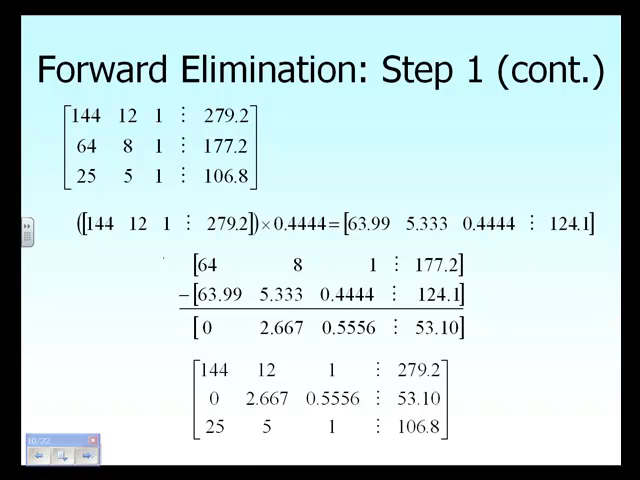 Forward Elimination: Step 1 (cont.)
[144 12 1 ⋮ 279.2]
[64 8 1 ⋮ 177.2]
[25 5 1 ⋮ 106.8]
([144 12 1 ⋮ 279.2])×0.4444=[63.99 5.333 0.4444 ⋮ 124.1]
[64 8 1 ⋮ 177.2]
−[63.99 5.333 0.4444 ⋮ 124.1]
[0 2.667 0.5556 ⋮ 53.10]
[144 12 1 ⋮ 279.2]
[0 2.667 0.5556 ⋮ 53.10]
[25 5 1 ⋮ 106.8]
10/22